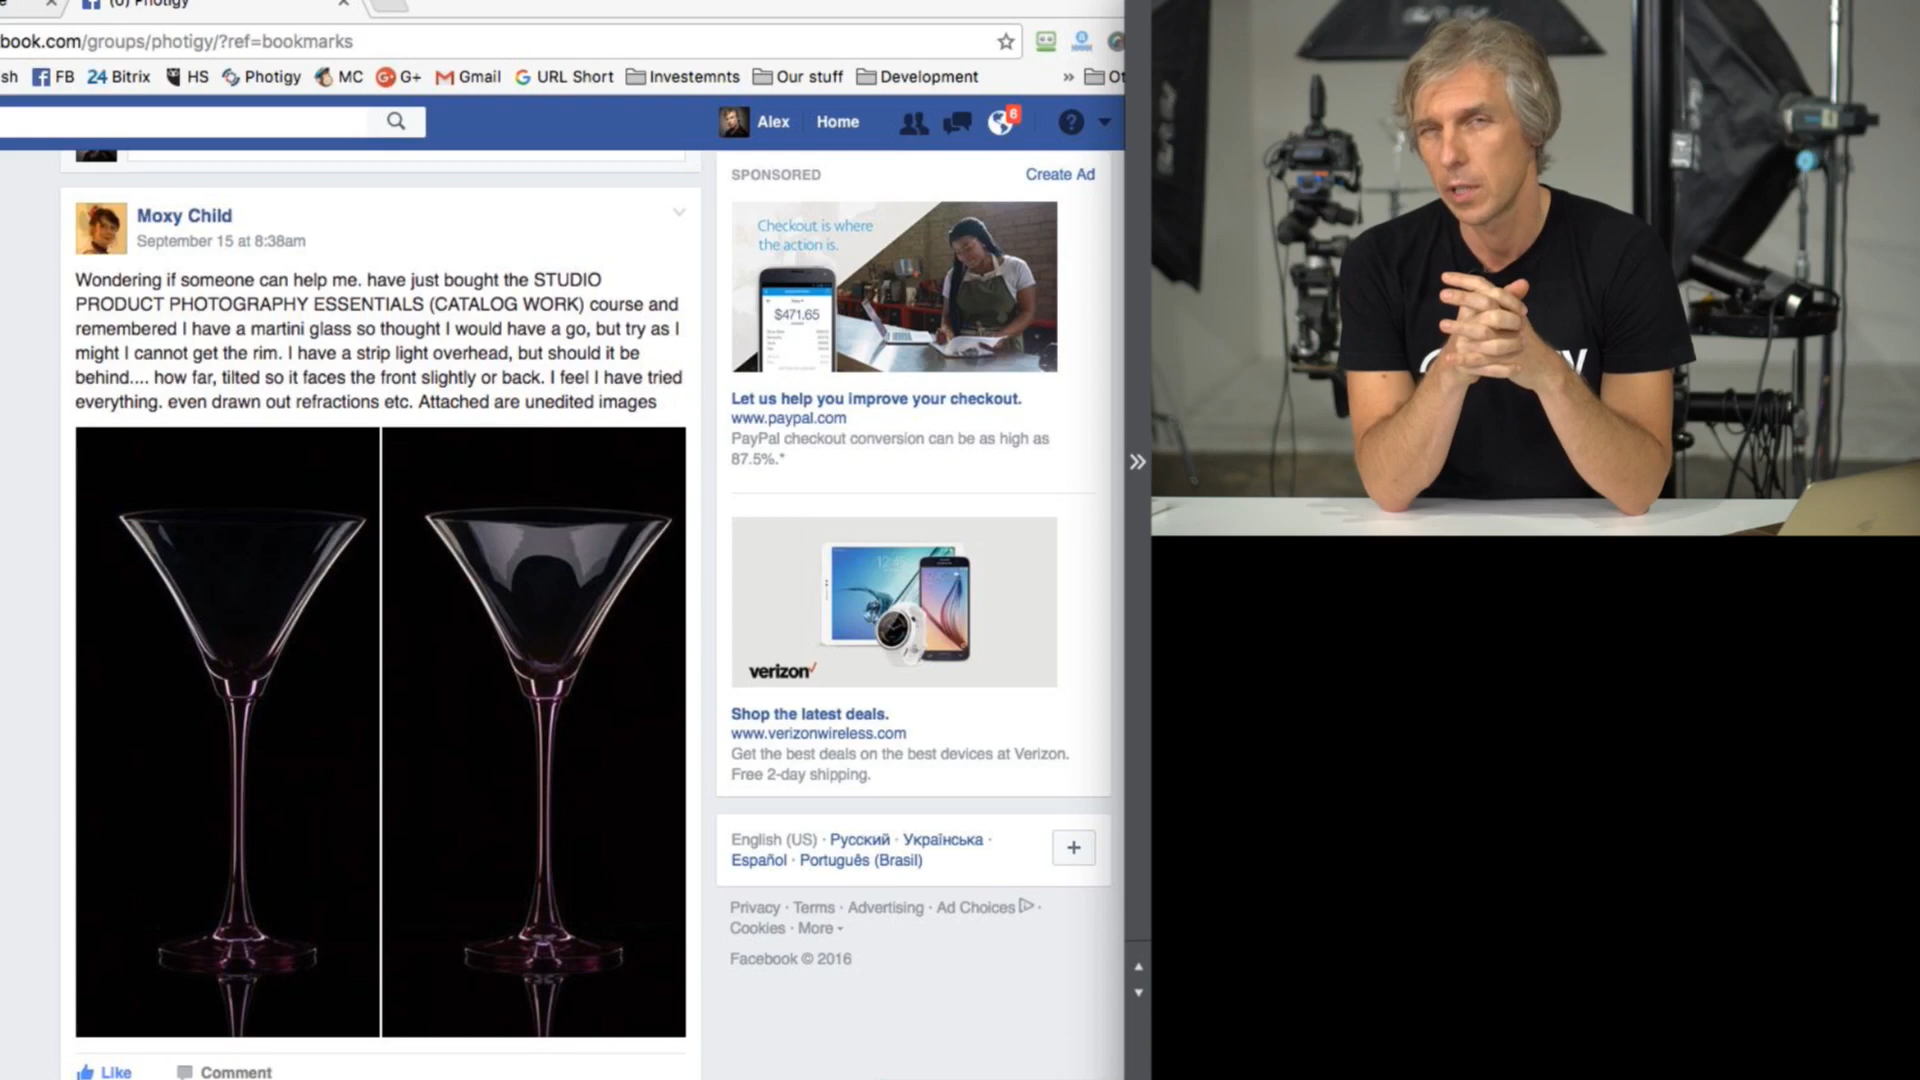 (6) Photigy
book.com/groups/photigy/?ref=bookmarks
sh FB 24 Bitrix HS Photigy MC G+ Gmail URL Short Investemnts Our stuff Development » Ot
Alex Home 6
Moxy Child
September 15 at 8:38am
Wondering if someone can help me. have just bought the STUDIO
PRODUCT PHOTOGRAPHY ESSENTIALS (CATALOG WORK) course and
remembered I have a martini glass so thought I would have a go, but try as I
might I cannot get the rim. I have a strip light overhead, but should it be
behind.... how far, tilted so it faces the front slightly or back. I feel I have tried
everything. even drawn out refractions etc. Attached are unedited images
Like Comment
SPONSORED Create Ad
Checkout is where
the action is.
$471.65
Let us help you improve your checkout.
www.paypal.com
PayPal checkout conversion can be as high as
87.5%.*
verizon
Shop the latest deals.
www.verizonwireless.com
Get the best deals on the best devices at Verizon.
Free 2-day shipping.
English (US) · Русский · Українська ·
Español · Português (Brasil)
Privacy · Terms · Advertising · Ad Choices ·
Cookies · More
Facebook © 2016